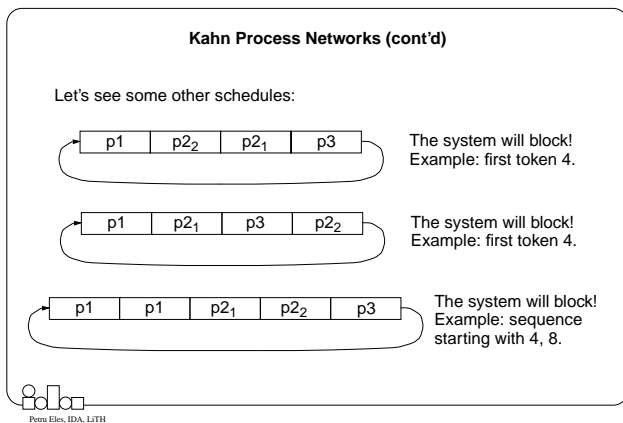 Kahn Process Networks (cont’d)
Let’s see some other schedules:
p1 p2₂ p2₁ p3
The system will block!
Example: first token 4.
p1 p2₁ p3 p2₂
The system will block!
Example: first token 4.
p1 p1 p2₁ p2₂ p3
The system will block!
Example: sequence
starting with 4, 8.
Petru Eles, IDA, LiTH